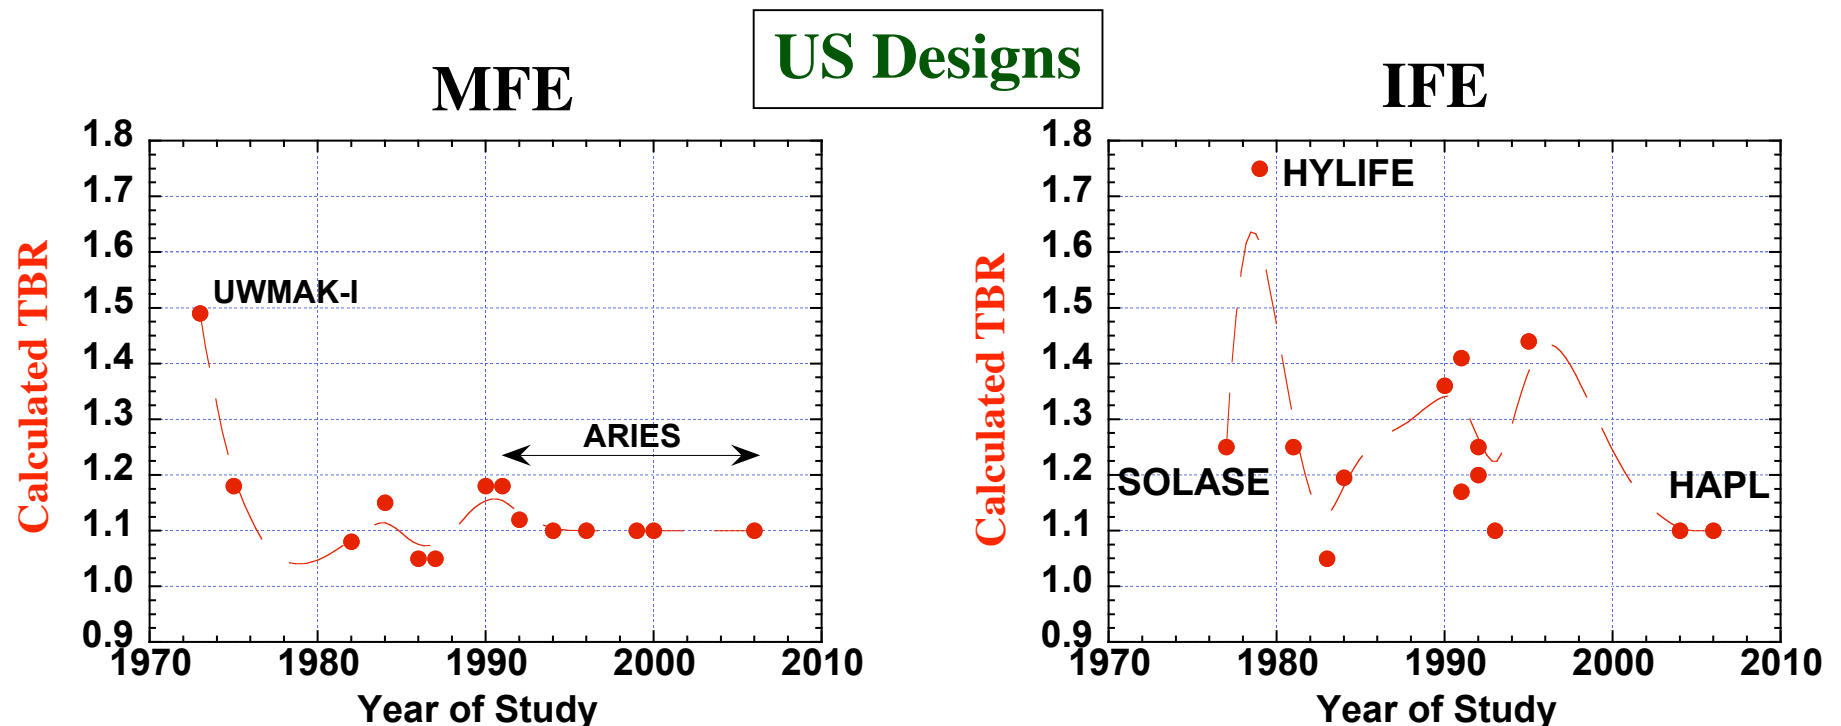 US Designs
MFE
IFE
1.8
1.7
1.6
1.5
1.4
1.3
1.2
1.1
1.0
0.9
Calculated TBR
UWMAK-I
ARIES
1970 1980 1990 2000 2010
Year of Study
1.8
1.7
1.6
1.5
1.4
1.3
1.2
1.1
1.0
0.9
Calculated TBR
HYLIFE
SOLASE
HAPL
1970 1980 1990 2000 2010
Year of Study